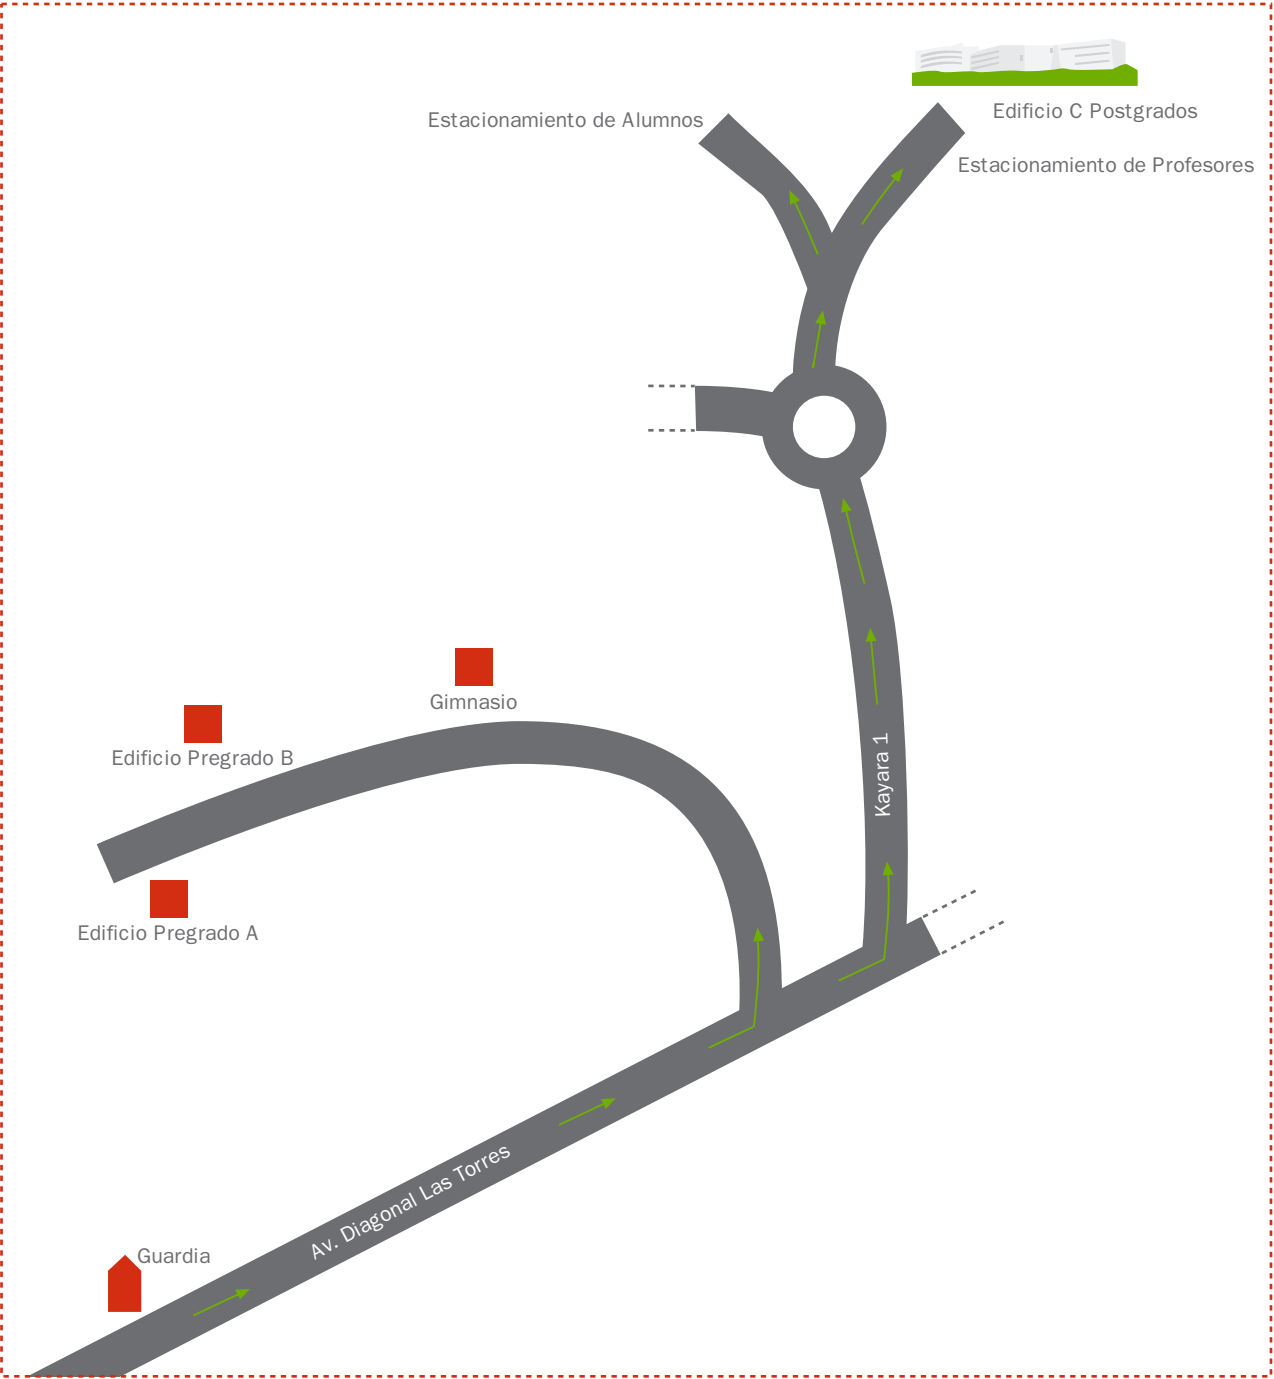 Edificio C Postgrados
Estacionamiento de Alumnos
Estacionamiento de Profesores
Gimnasio
Edificio Pregrado B
Kayara 1
Edificio Pregrado A
Av. Diagonal Las Torres
Guardia